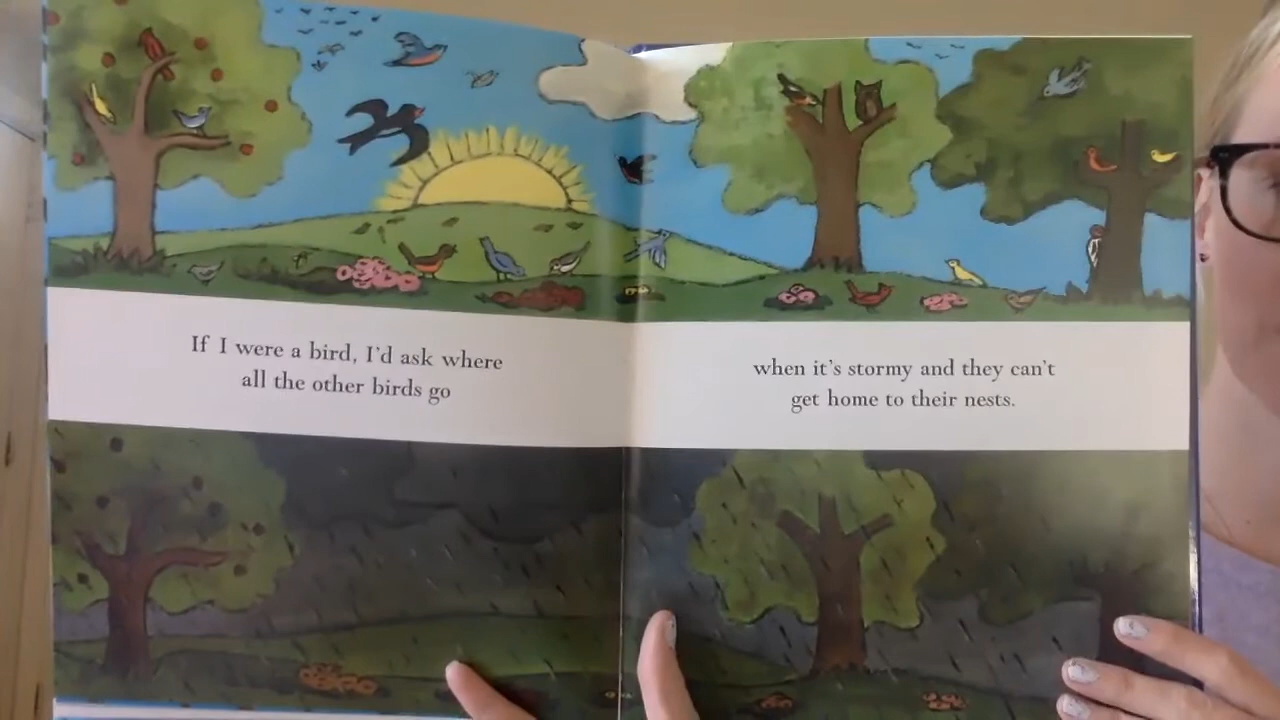 If I were a bird, I'd ask where
all the other birds go
when it's stormy and they can't
get home to their nests.